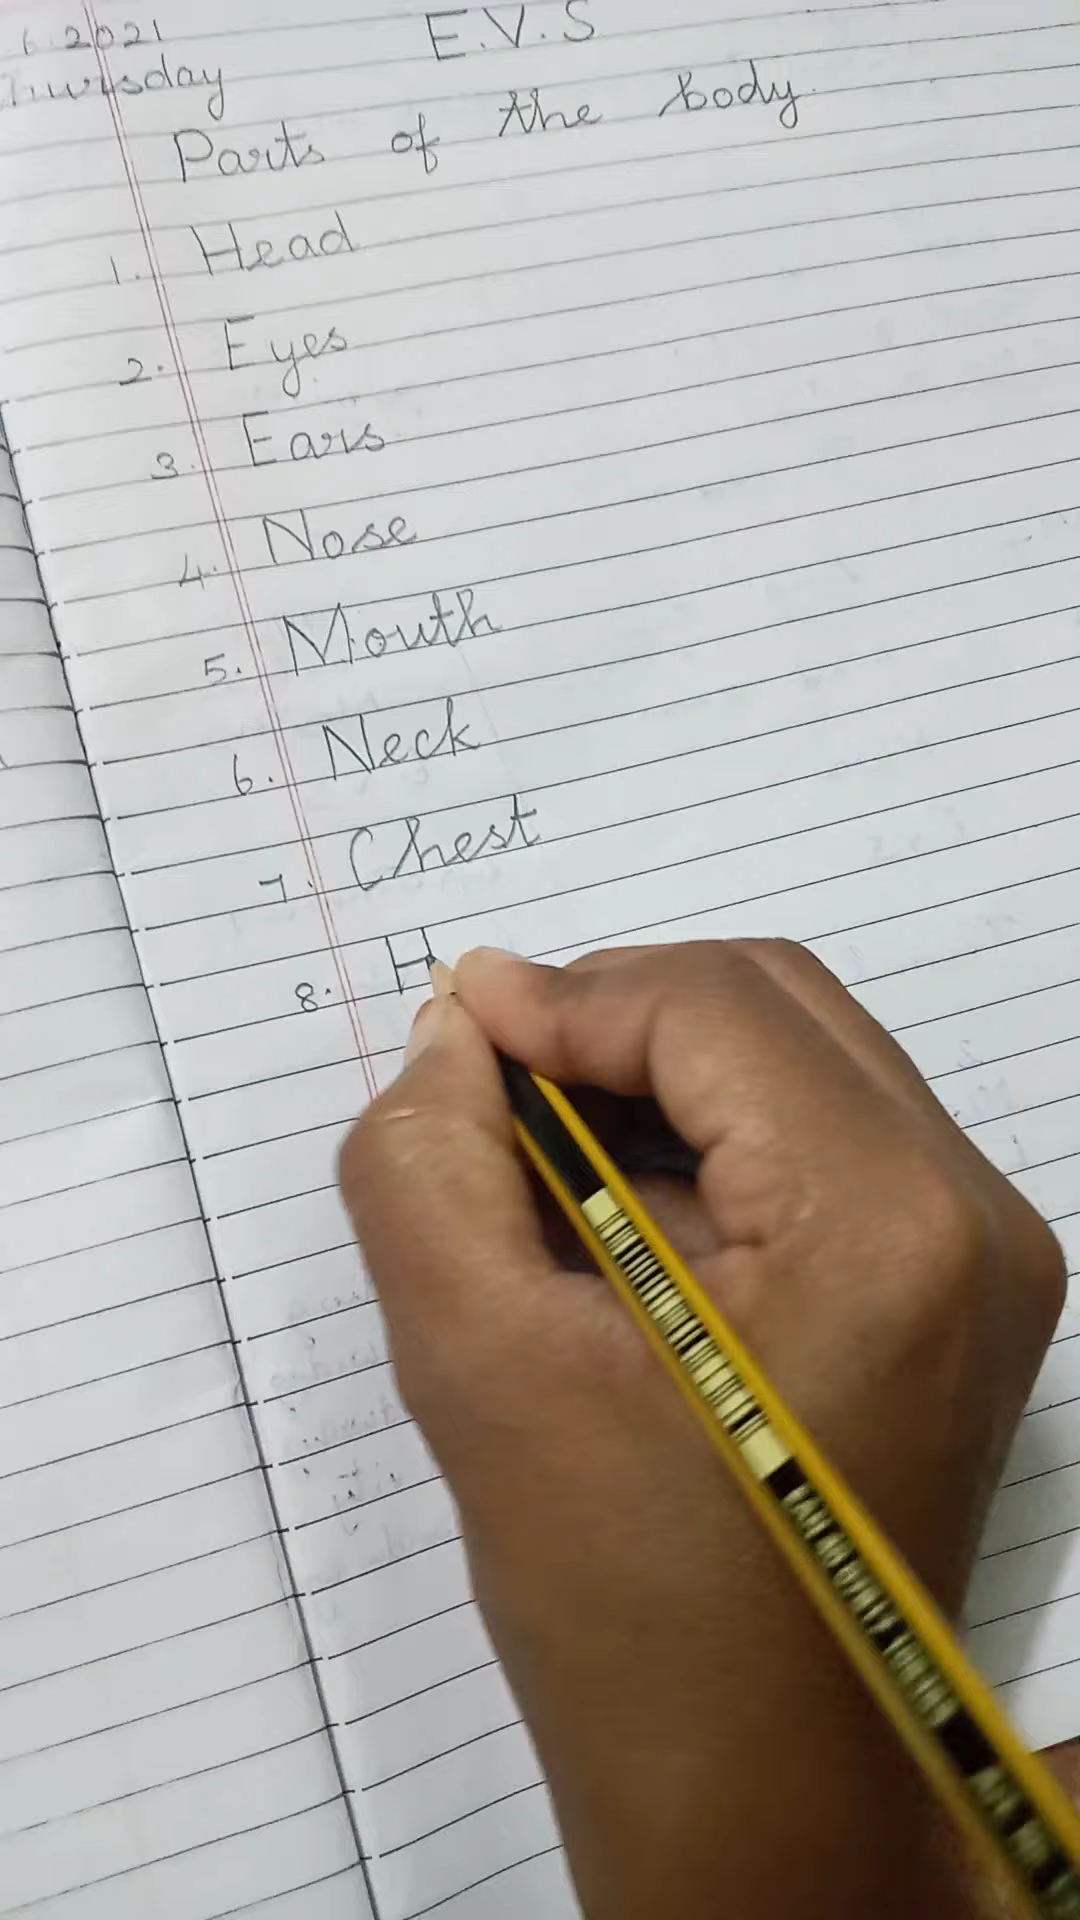 6.2021 E.V.S
Thursday
Parts of the body.
1. Head
2. Eyes
3. Ears
4. Nose
5. Mouth
6. Neck
7. Chest
8. H